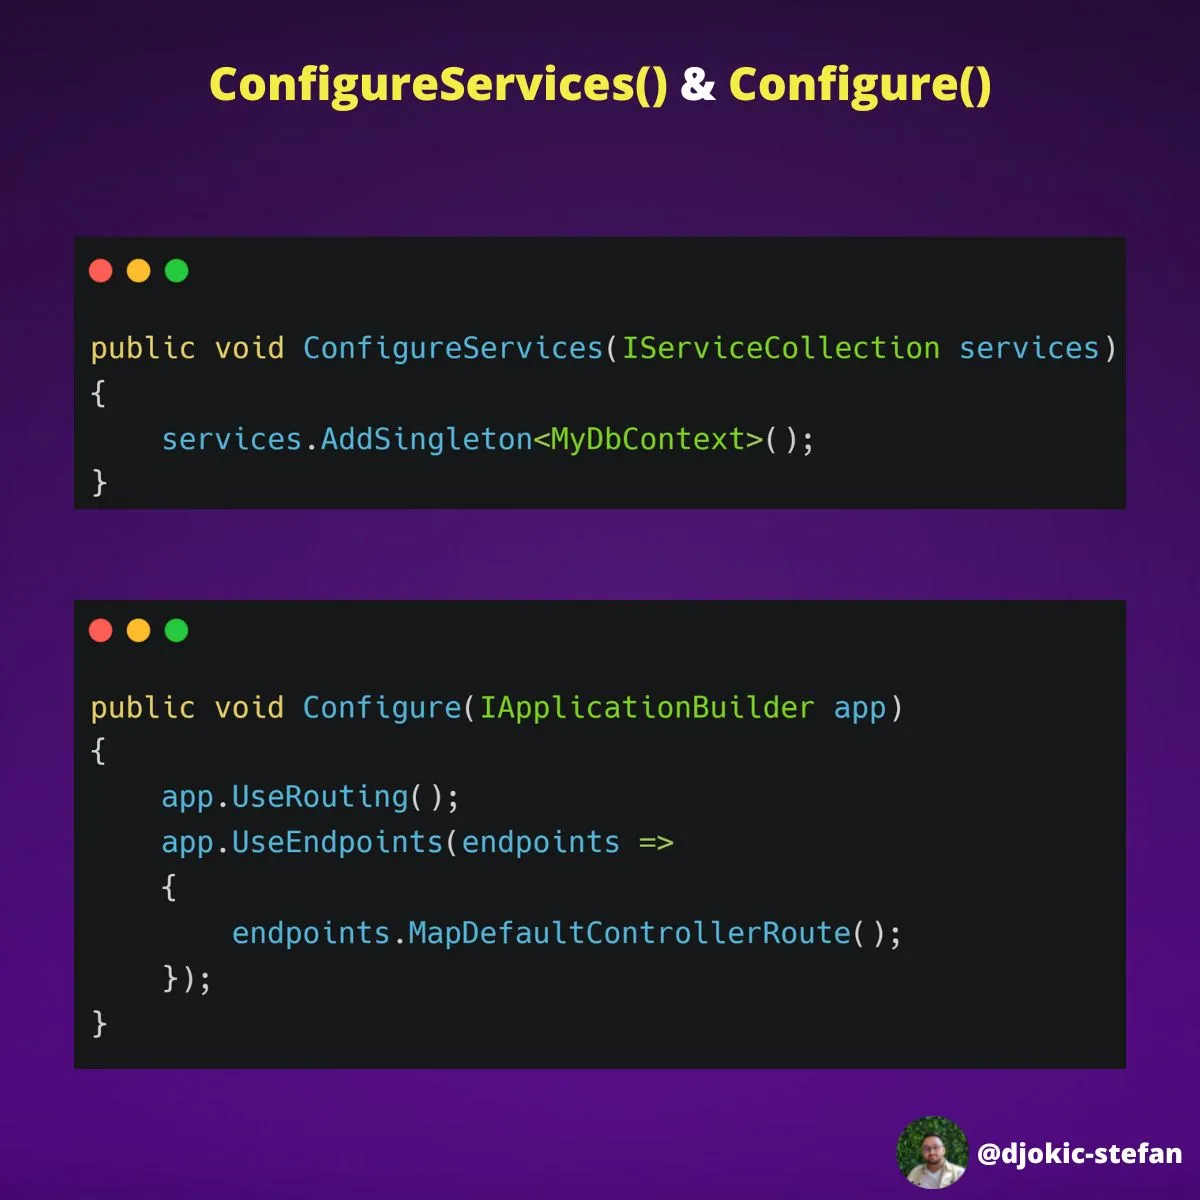 ConfigureServices() & Configure()
public void ConfigureServices(IServiceCollection services)
{
    services.AddSingleton<MyDbContext>();
}
public void Configure(IApplicationBuilder app)
{
    app.UseRouting();
    app.UseEndpoints(endpoints =>
    {
        endpoints.MapDefaultControllerRoute();
    });
}
@djokic-stefan